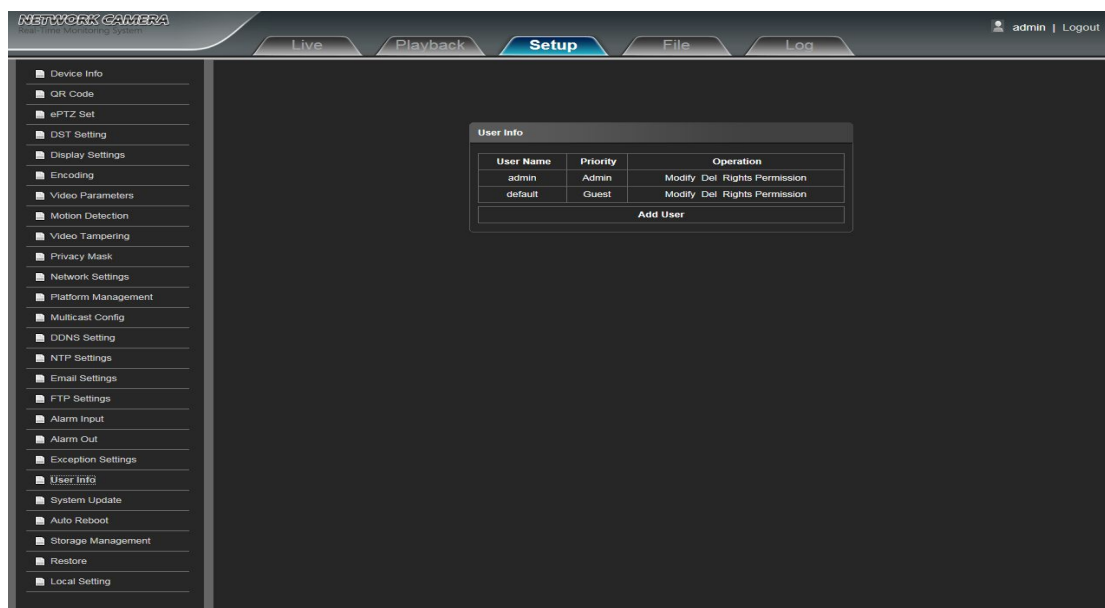 NETWORK CAMERA
Real-Time Monitoring System
admin | Logout
Live Playback Setup File Log
Device Info
QR Code
ePTZ Set
DST Setting
Display Settings
Encoding
Video Parameters
Motion Detection
Video Tampering
Privacy Mask
Network Settings
Platform Management
Multicast Config
DDNS Setting
NTP Settings
Email Settings
FTP Settings
Alarm Input
Alarm Out
Exception Settings
User Info
System Update
Auto Reboot
Storage Management
Restore
Local Setting
User Info
User Name Priority Operation
admin Admin Modify Del Rights Permission
default Guest Modify Del Rights Permission
Add User